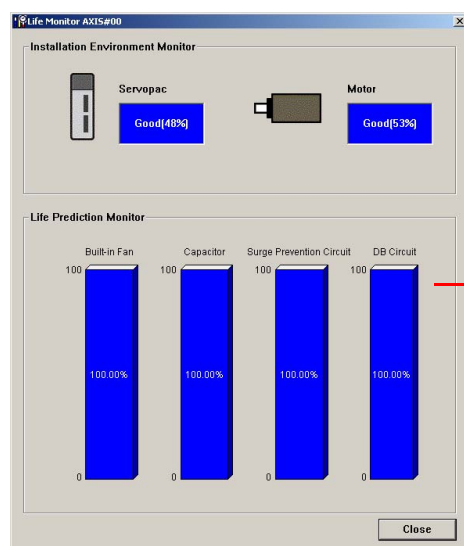 Life Monitor AXIS#00
Installation Environment Monitor
Servopac
Motor
Good(48%)
Good(53%)
Life Prediction Monitor
Built-in Fan Capacitor Surge Prevention Circuit DB Circuit
100 100 100 100
100.00% 100.00% 100.00% 100.00%
0 0 0 0
Close